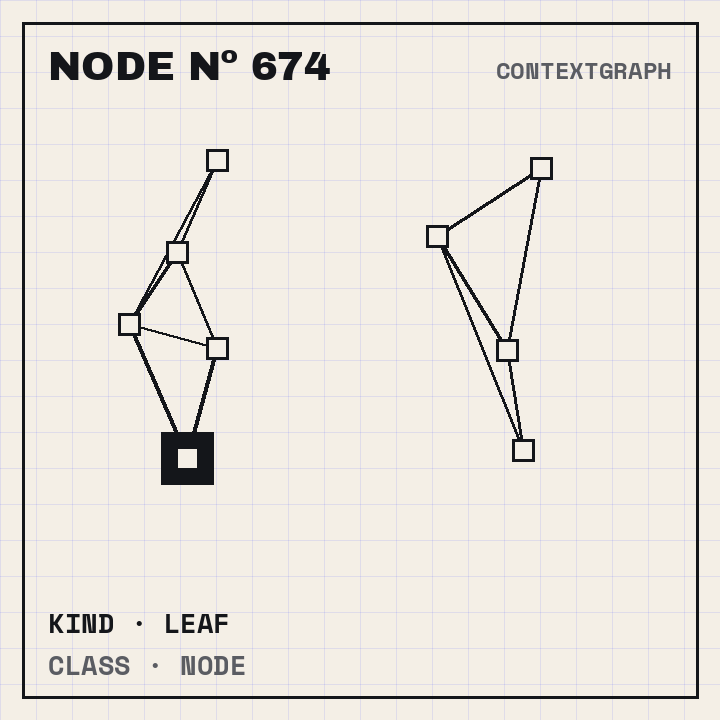 NODE Nº 674
CONTEXTGRAPH
KIND · LEAF
CLASS · NODE